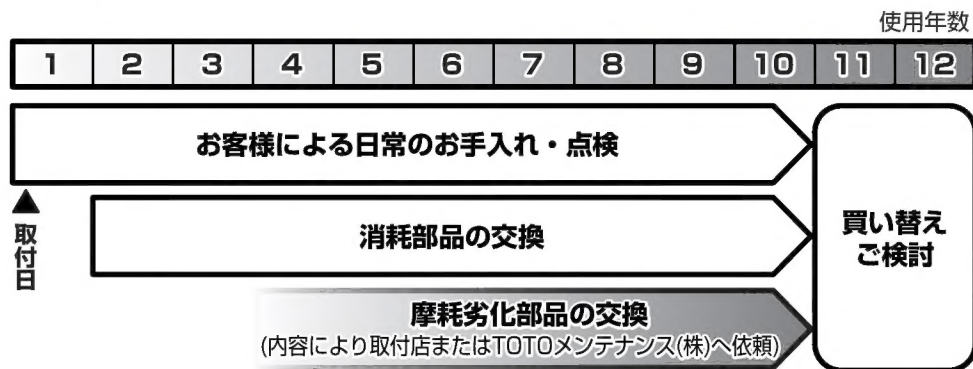 使用年数
1 2 3 4 5 6 7 8 9 10 11 12
お客様による日常のお手入れ・点検
▲
取付日
消耗部品の交換
買い替え
ご検討
摩耗劣化部品の交換
(内容により取付店またはTOTOメンテナンス(株)へ依頼)